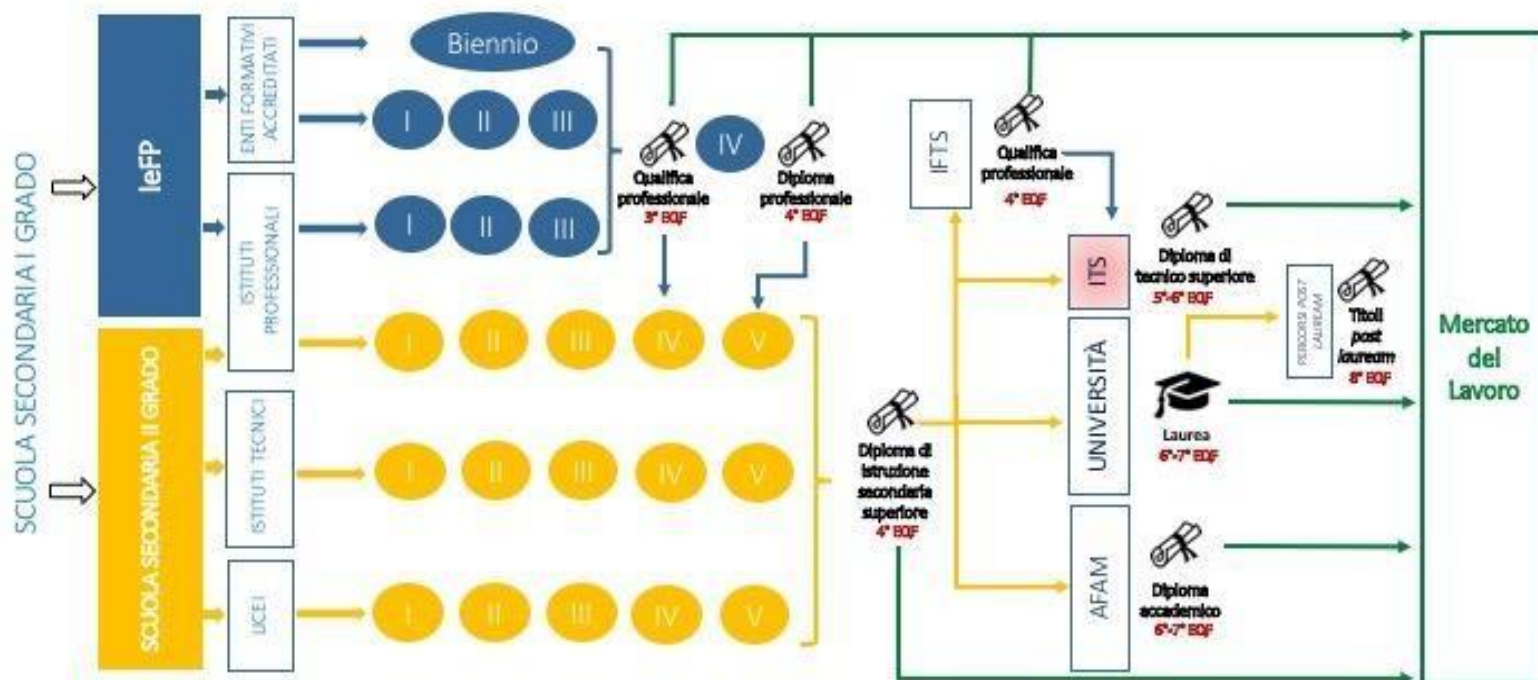 SCUOLA SECONDARIA I GRADO
IeFP
SCUOLA SECONDARIA II GRADO
ENTI FORMATIVI
ACCREDITATI
ISTITUTI
PROFESSIONALI
ISTITUTI TECNICI
LICEI
Biennio
I II III
I II III
Qualifica
professionale
3° EQF
IV
Diploma
professionale
4° EQF
I II III IV V
I II III IV V
I II III IV V
Diploma di
istruzione
secondaria
superiore
4° EQF
IFTS
Qualifica
professionale
4° EQF
ITS
Diploma di
tecnico superiore
5°-6° EQF
UNIVERSITÀ
Laurea
6°-7° EQF
PERCORSI POST
LAUREAM
Titoli
post
lauream
8° EQF
AFAM
Diploma
accademico
6°-7° EQF
Mercato
del
Lavoro